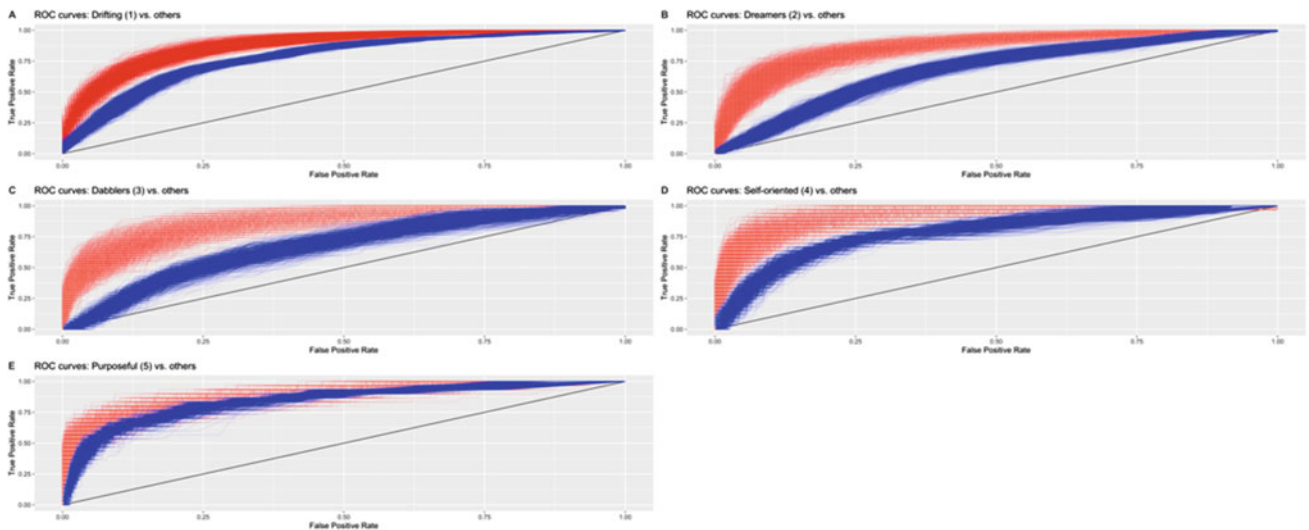 A ROC curves: Drifting (1) vs. others
True Positive Rate
1.00
0.75
0.50
0.25
0.00
0.00 0.25 0.50 0.75 1.00
False Positive Rate
B ROC curves: Dreamers (2) vs. others
True Positive Rate
1.00
0.75
0.50
0.25
0.00
0.00 0.25 0.50 0.75 1.00
False Positive Rate
C ROC curves: Dabblers (3) vs. others
True Positive Rate
1.00
0.75
0.50
0.25
0.00
0.00 0.25 0.50 0.75 1.00
False Positive Rate
D ROC curves: Self-oriented (4) vs. others
True Positive Rate
1.00
0.75
0.50
0.25
0.00
0.00 0.25 0.50 0.75 1.00
False Positive Rate
E ROC curves: Purposeful (5) vs. others
True Positive Rate
1.00
0.75
0.50
0.25
0.00
0.00 0.25 0.50 0.75 1.00
False Positive Rate